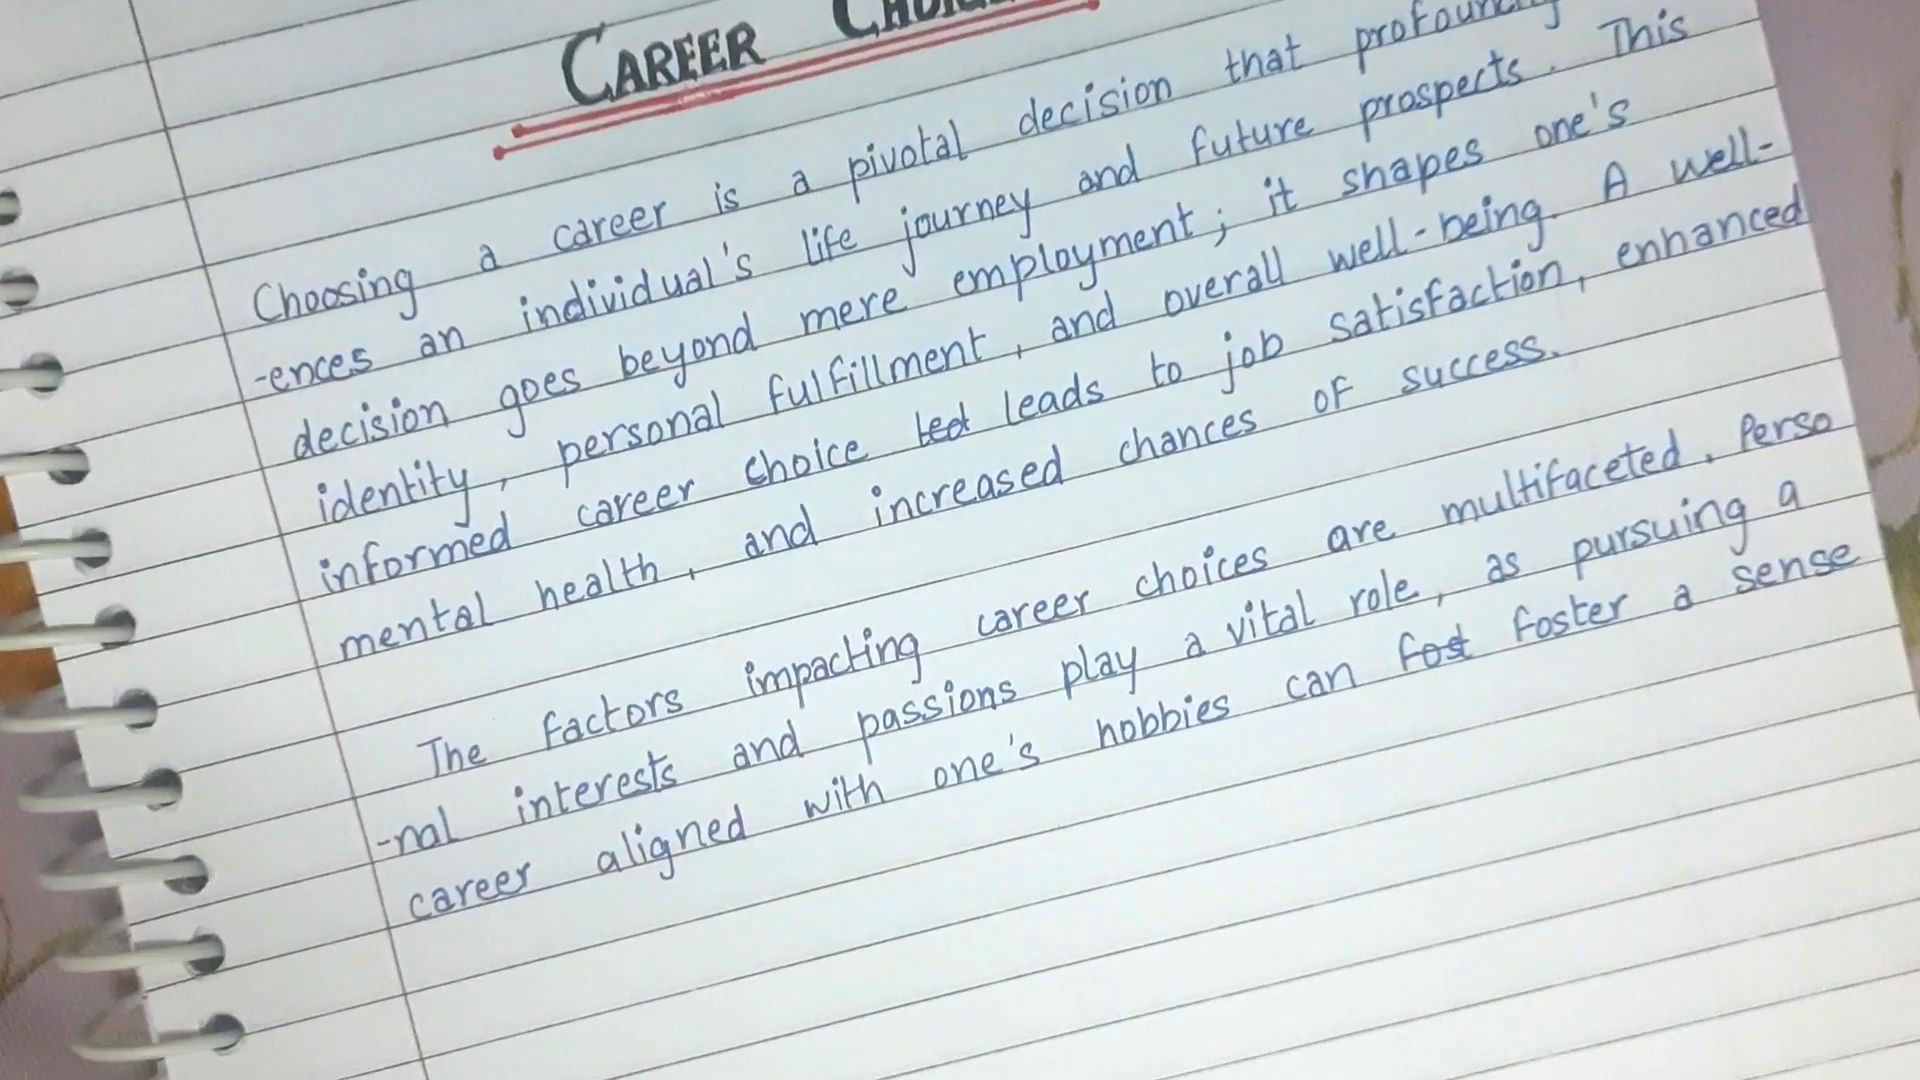 CAREER
Choosing a career is a pivotal decision that
-ences an individual's life journey and future prospects. This
decision goes beyond mere employment; it shapes one's
identity, personal fulfillment, and overall well-being. A well-
informed career choice led leads to job satisfaction, enhanced
mental health, and increased chances of success.
The factors impacting career choices are multifaceted. Perso
-nal interests and passions play a vital role, as pursuing a
career aligned with one's hobbies can fost foster a sense